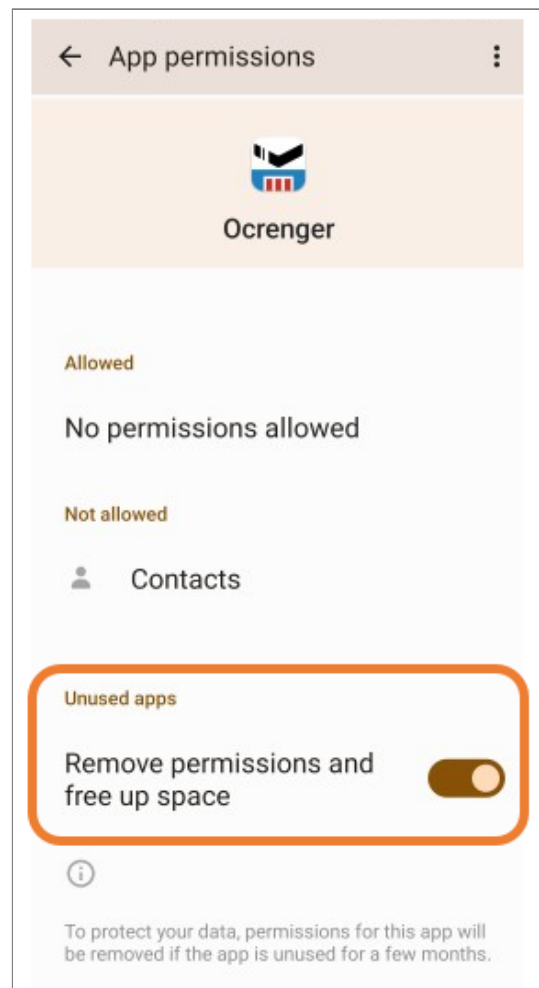 App permissions
Ocrenger
Allowed
No permissions allowed
Not allowed
Contacts
Unused apps
Remove permissions and
free up space
To protect your data, permissions for this app will
be removed if the app is unused for a few months.